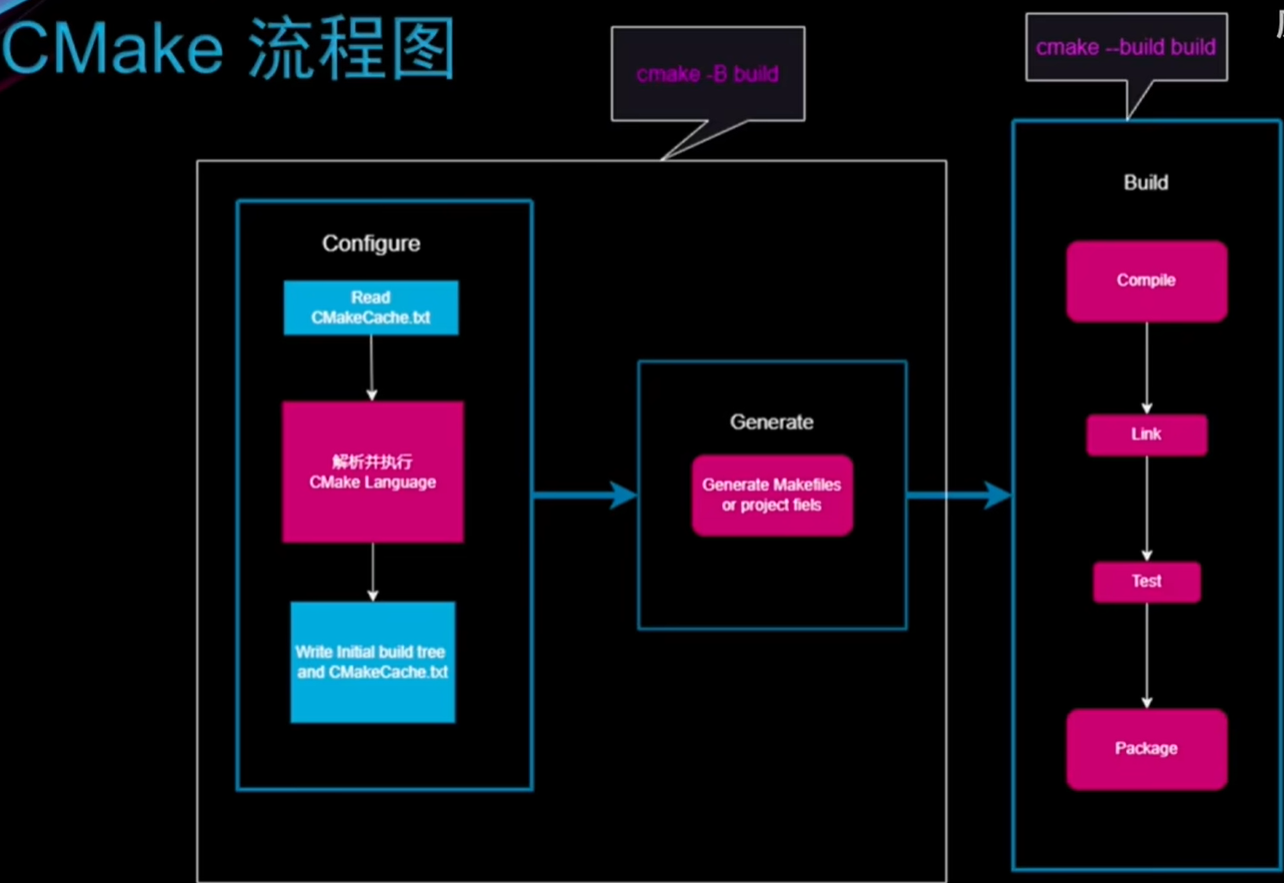 CMake 流程图
cmake -B build
cmake --build build
Configure
Read
CMakeCache.txt
解析并执行
CMake Language
Write Initial build tree
and CMakeCache.txt
Generate
Generate Makefiles
or project fiels
Build
Compile
Link
Test
Package